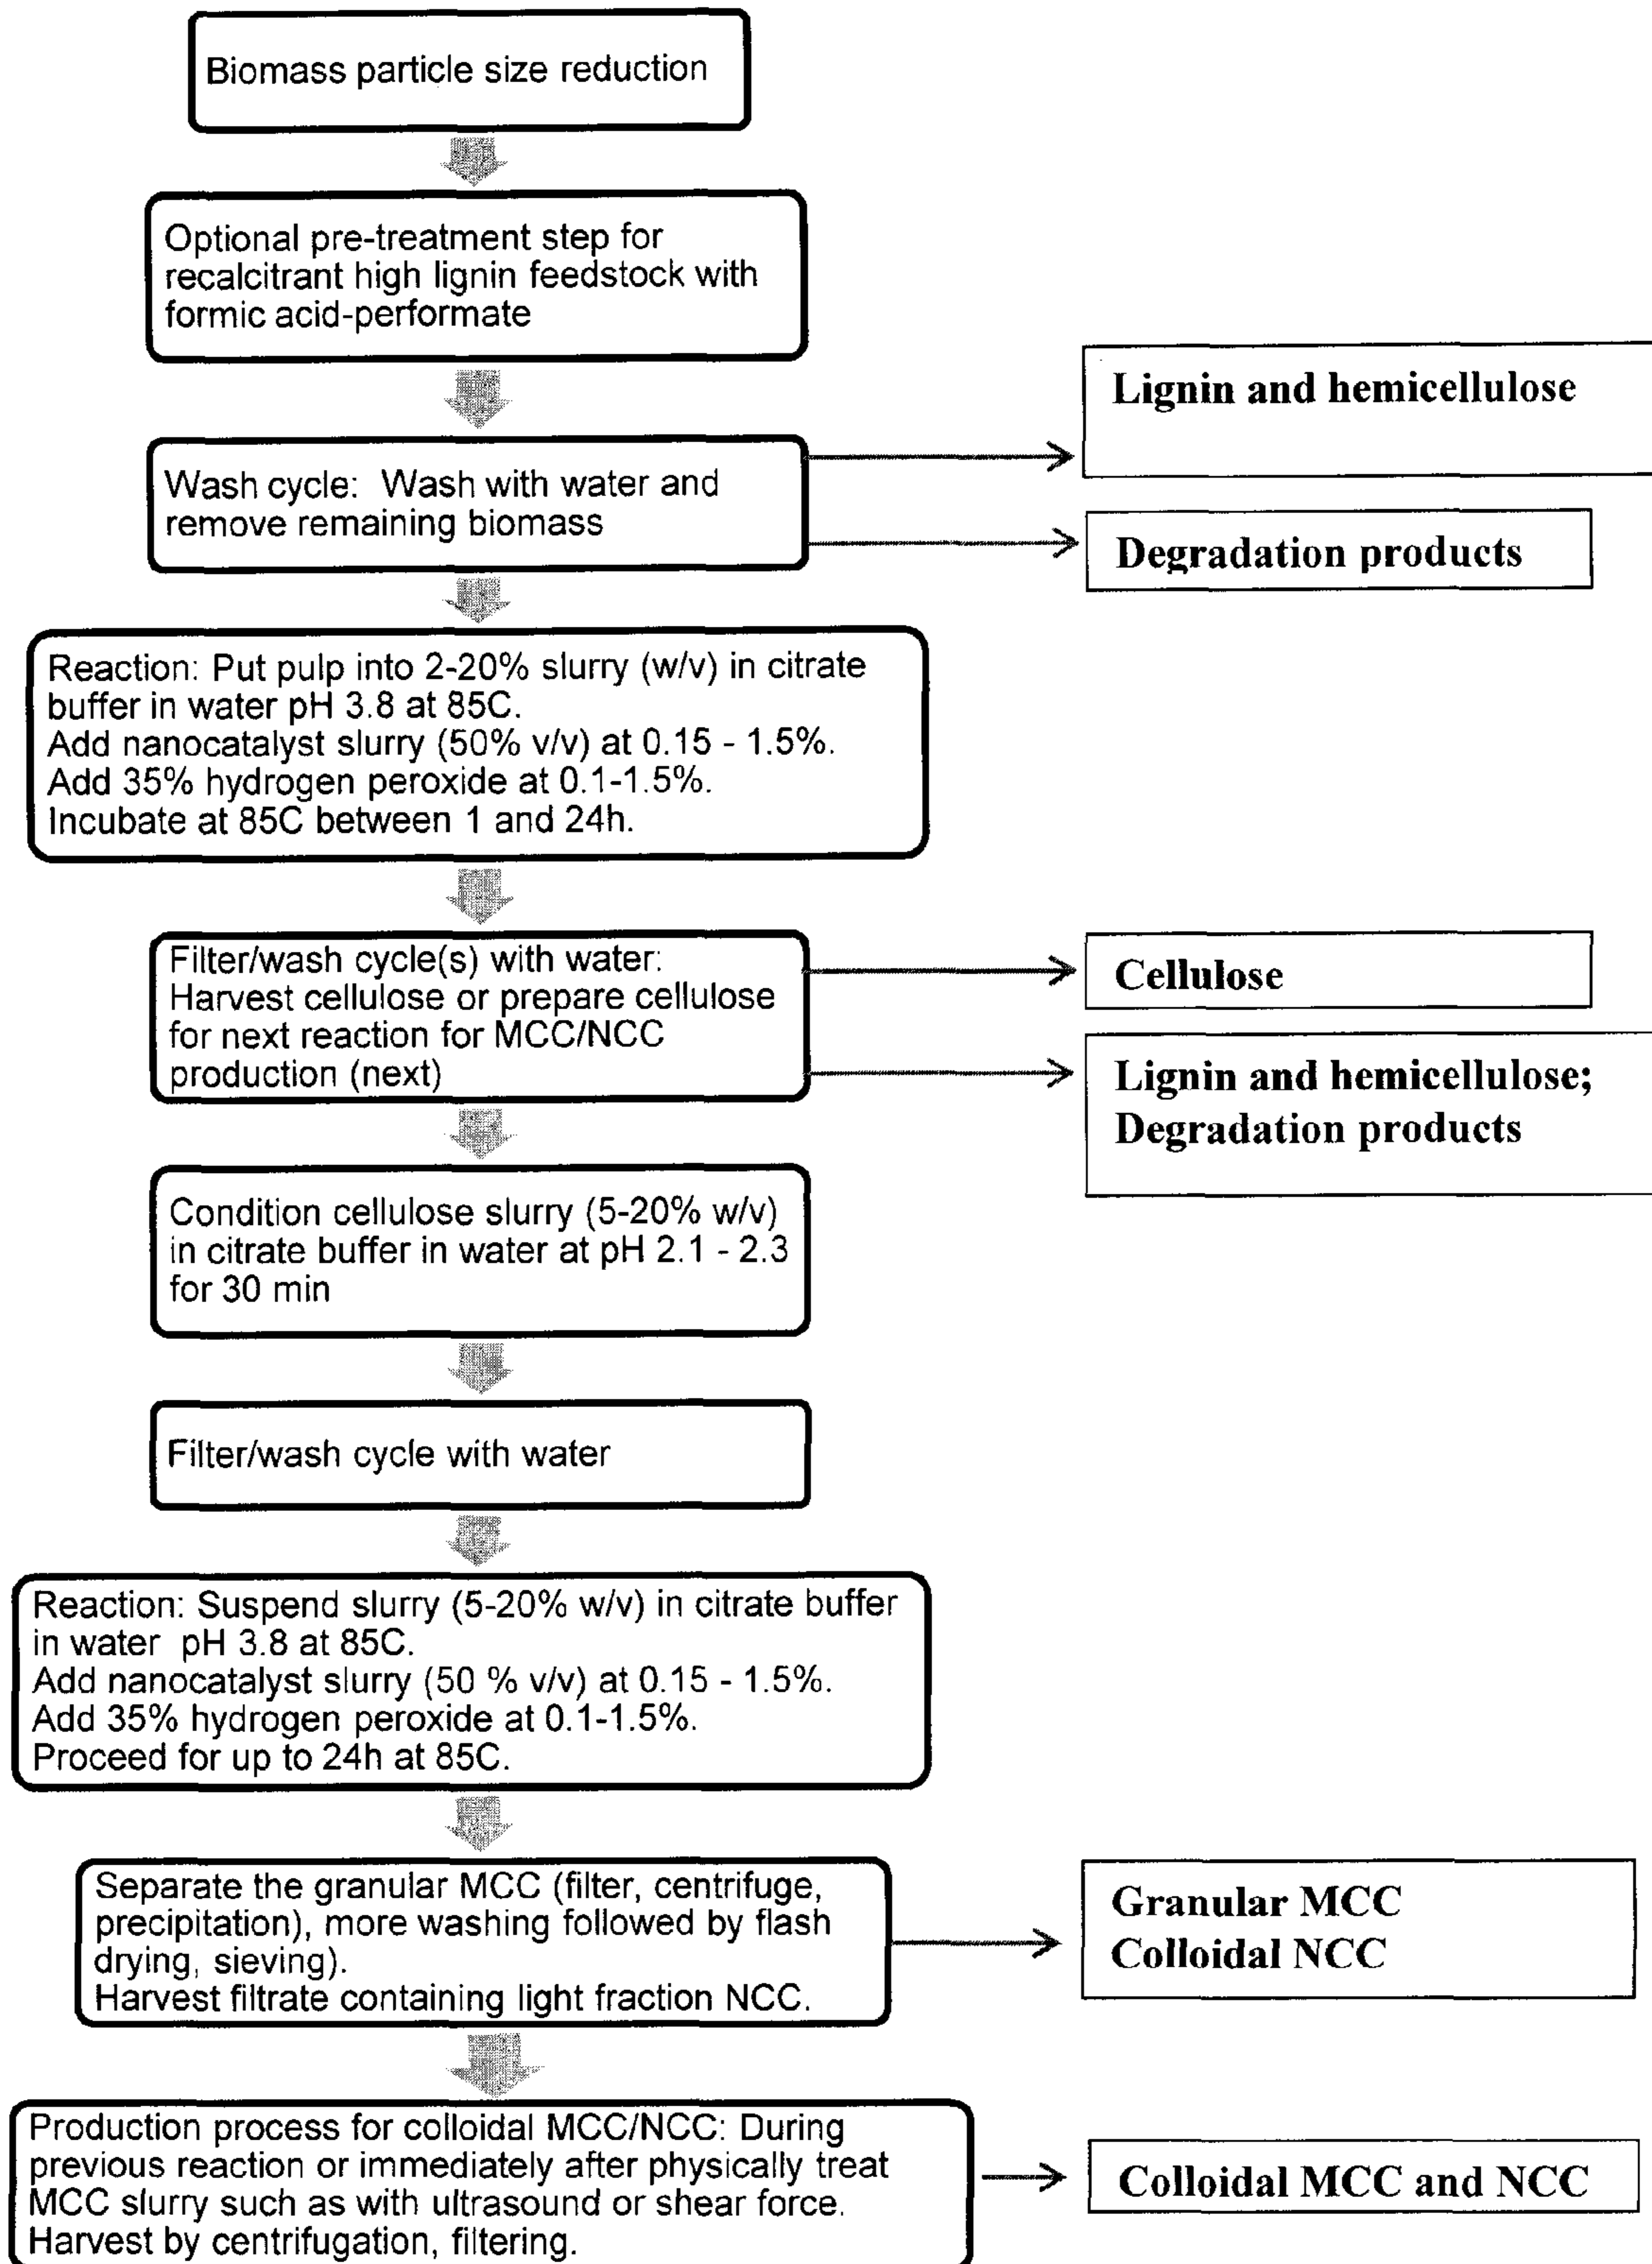 Biomass particle size reduction
Optional pre-treatment step for
recalcitrant high lignin feedstock with
formic acid-performate
Wash cycle: Wash with water and
remove remaining biomass
Lignin and hemicellulose
Degradation products
Reaction: Put pulp into 2-20% slurry (w/v) in citrate
buffer in water pH 3.8 at 85C.
Add nanocatalyst slurry (50% v/v) at 0.15 - 1.5%.
Add 35% hydrogen peroxide at 0.1-1.5%.
Incubate at 85C between 1 and 24h.
Filter/wash cycle(s) with water:
Harvest cellulose or prepare cellulose
for next reaction for MCC/NCC
production (next)
Cellulose
Lignin and hemicellulose;
Degradation products
Condition cellulose slurry (5-20% w/v)
in citrate buffer in water at pH 2.1 - 2.3
for 30 min
Filter/wash cycle with water
Reaction: Suspend slurry (5-20% w/v) in citrate buffer
in water pH 3.8 at 85C.
Add nanocatalyst slurry (50 % v/v) at 0.15 - 1.5%.
Add 35% hydrogen peroxide at 0.1-1.5%.
Proceed for up to 24h at 85C.
Separate the granular MCC (filter, centrifuge,
precipitation), more washing followed by flash
drying, sieving).
Harvest filtrate containing light fraction NCC.
Granular MCC
Colloidal NCC
Production process for colloidal MCC/NCC: During
previous reaction or immediately after physically treat
MCC slurry such as with ultrasound or shear force.
Harvest by centrifugation, filtering.
Colloidal MCC and NCC